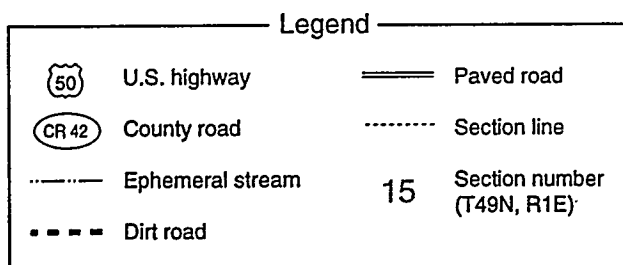 Legend
50 U.S. highway
CR 42 County road
Ephemeral stream
Dirt road
Paved road
Section line
15 Section number
(T49N, R1E)